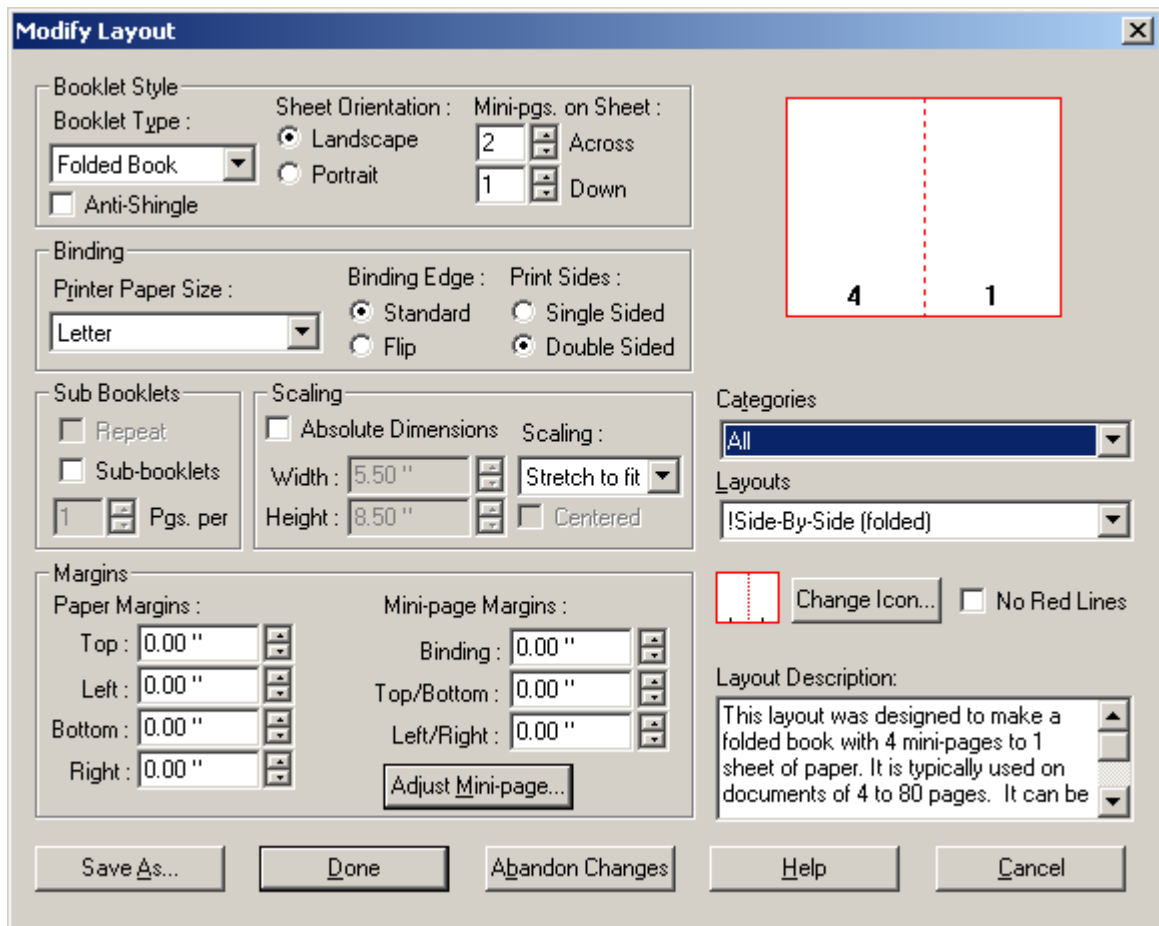 Modify Layout
Booklet Style
Booklet Type :
Folded Book
Anti-Shingle
Sheet Orientation :
Landscape
Portrait
Mini-pgs. on Sheet :
2 Across
1 Down
4 1
Binding
Printer Paper Size :
Letter
Binding Edge :
Standard
Flip
Print Sides :
Single Sided
Double Sided
Sub Booklets
Repeat
Sub-booklets
1 Pgs. per
Scaling
Absolute Dimensions
Width : 5.50 "
Height : 8.50 "
Scaling :
Stretch to fit
Centered
Categories
All
Layouts
!Side-By-Side (folded)
Change Icon...
No Red Lines
Margins
Paper Margins :
Top : 0.00 "
Left : 0.00 "
Bottom : 0.00 "
Right : 0.00 "
Mini-page Margins :
Binding : 0.00 "
Top/Bottom : 0.00 "
Left/Right : 0.00 "
Adjust Mini-page...
Layout Description:
This layout was designed to make a
folded book with 4 mini-pages to 1
sheet of paper. It is typically used on
documents of 4 to 80 pages.  It can be
Save As...
Done
Abandon Changes
Help
Cancel